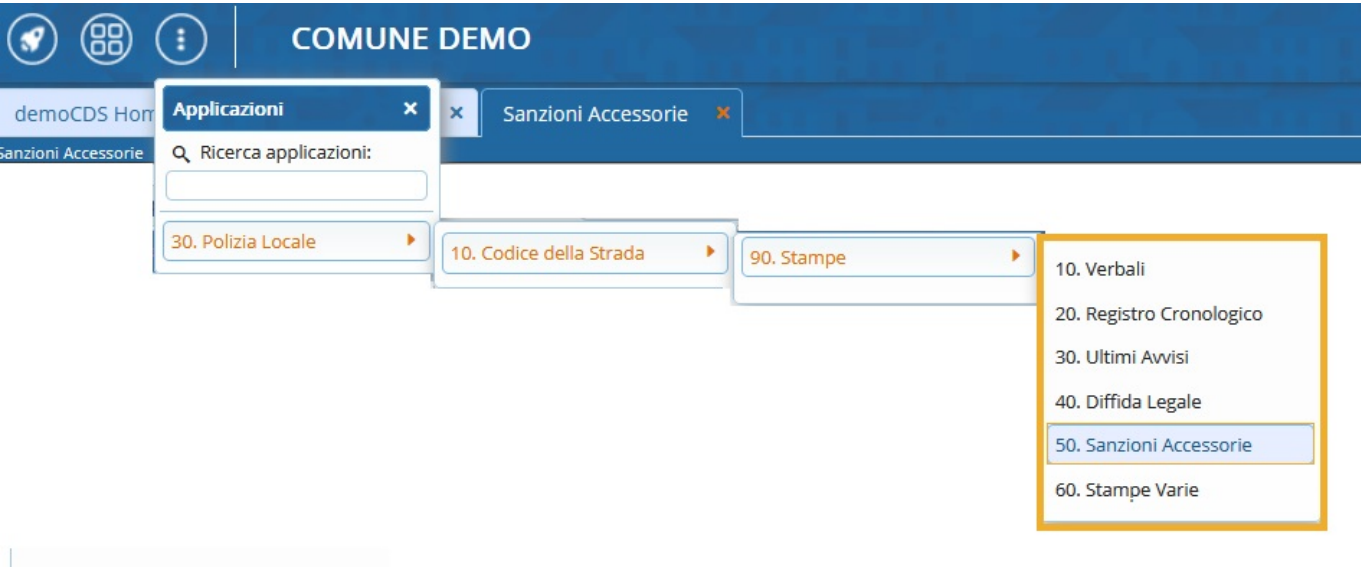 COMUNE DEMO
demoCDS Hom
Applicazioni
Sanzioni Accessorie
Sanzioni Accessorie
Ricerca applicazioni:
30. Polizia Locale
10. Codice della Strada
90. Stampe
10. Verbali
20. Registro Cronologico
30. Ultimi Avvisi
40. Diffida Legale
50. Sanzioni Accessorie
60. Stampe Varie